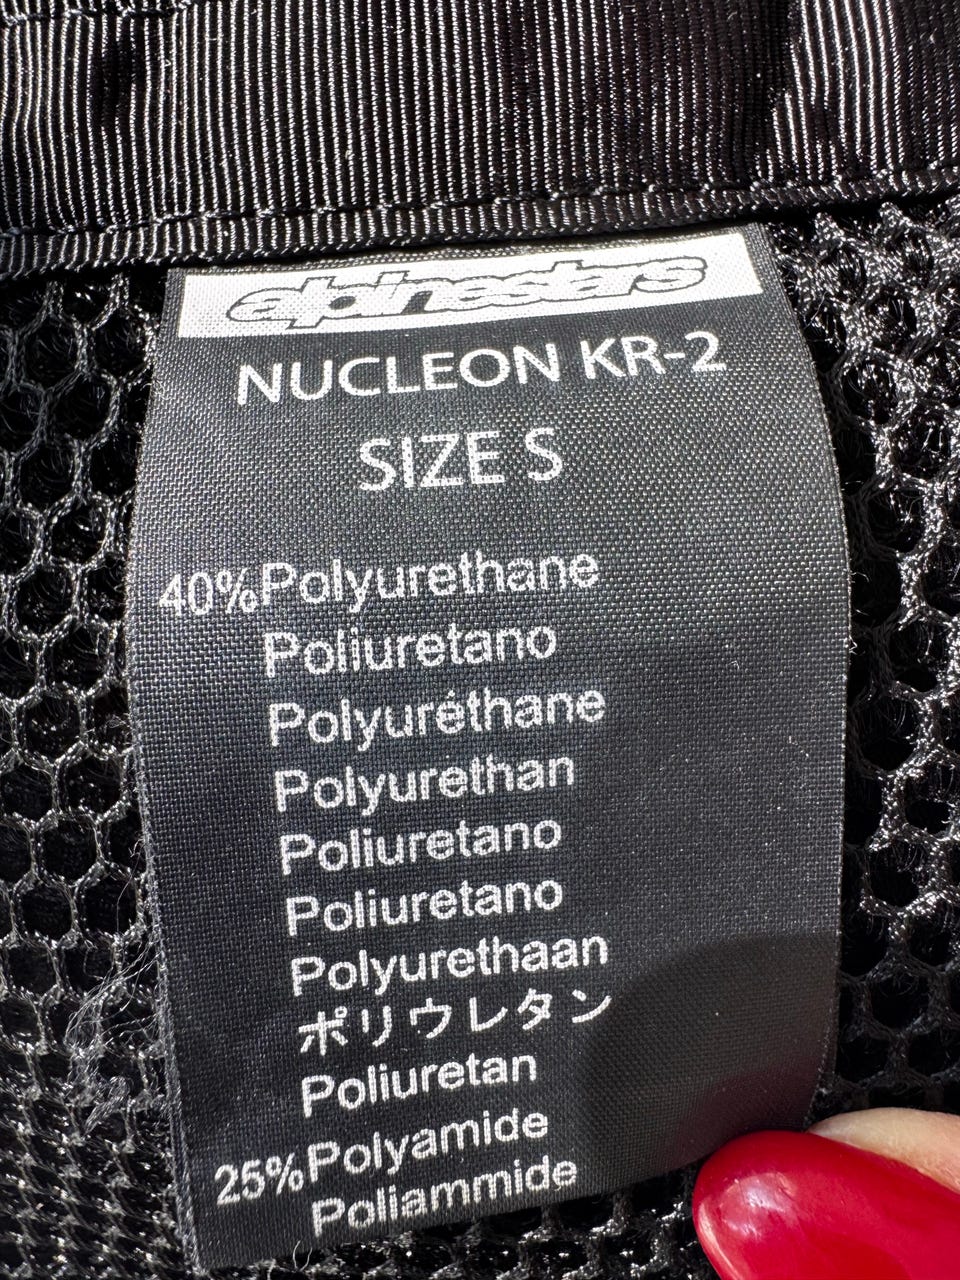 alpinestars
NUCLEON KR-2
SIZE S
40% Polyurethane
Poliuretano
Polyuréthane
Polyurethan
Poliuretano
Poliuretano
Polyurethaan
ポリウレタン
Poliuretan
25% Polyamide
Poliammide